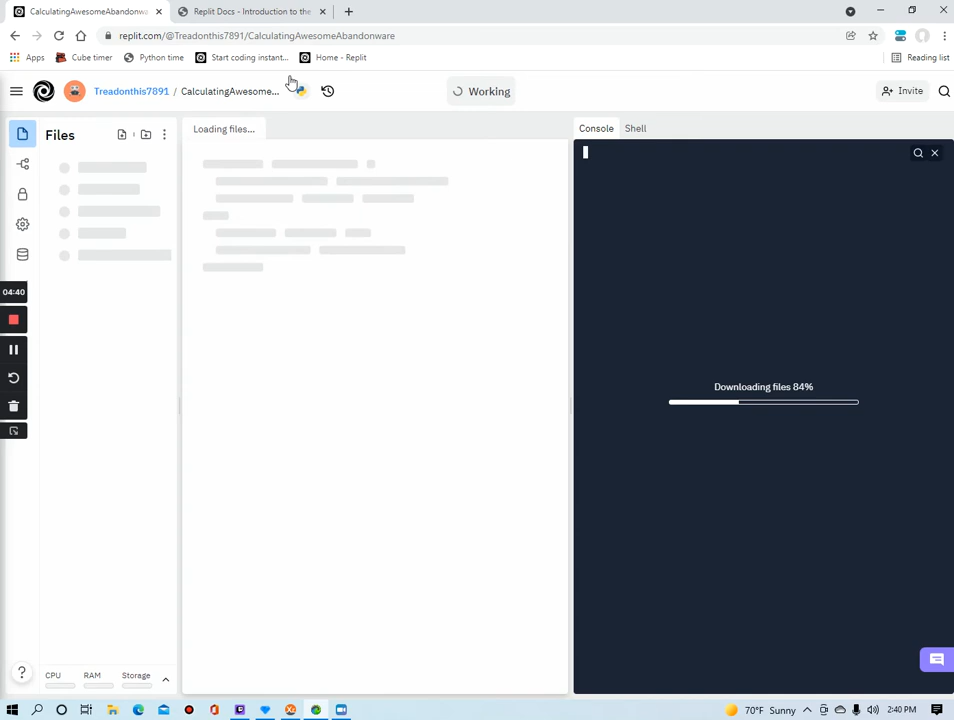 CalculatingAwesomeAbandonw
Replit Docs - Introduction to the
replit.com/@Treadonthis7891/CalculatingAwesomeAbandonware
Apps
Cube timer
Python time
Start coding instant...
Home - Replit
Reading list
Treadonthis7891 / CalculatingAwesome...
Working
Invite
Files
Loading files...
Console
Shell
04:40
Downloading files 84%
CPU
RAM
Storage
?
70°F Sunny
2:40 PM